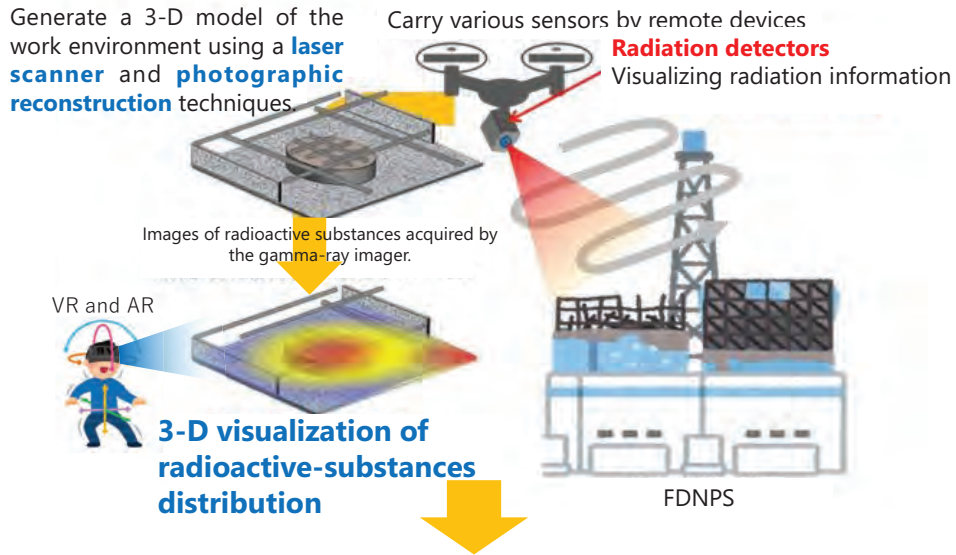 Generate a 3-D model of the
work environment using a laser
scanner and photographic
reconstruction techniques.
Carry various sensors by remote devices
Radiation detectors
Visualizing radiation information
Images of radioactive substances acquired by
the gamma-ray imager.
VR and AR
3-D visualization of
radioactive-substances
distribution
FDNPS